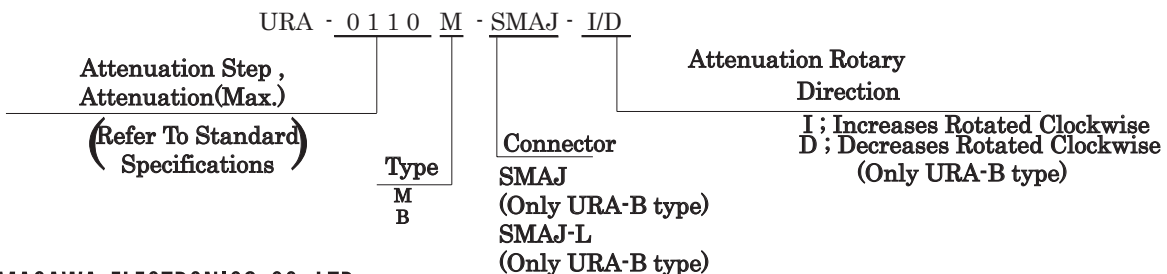 URA - 0110 M - SMAJ - I/D
Attenuation Step ,
Attenuation(Max.)
(Refer To Standard
Specifications)
Type
M
B
Connector
SMAJ
(Only URA-B type)
SMAJ-L
(Only URA-B type)
Attenuation Rotary
Direction
I ; Increases Rotated Clockwise
D ; Decreases Rotated Clockwise
(Only URA-B type)